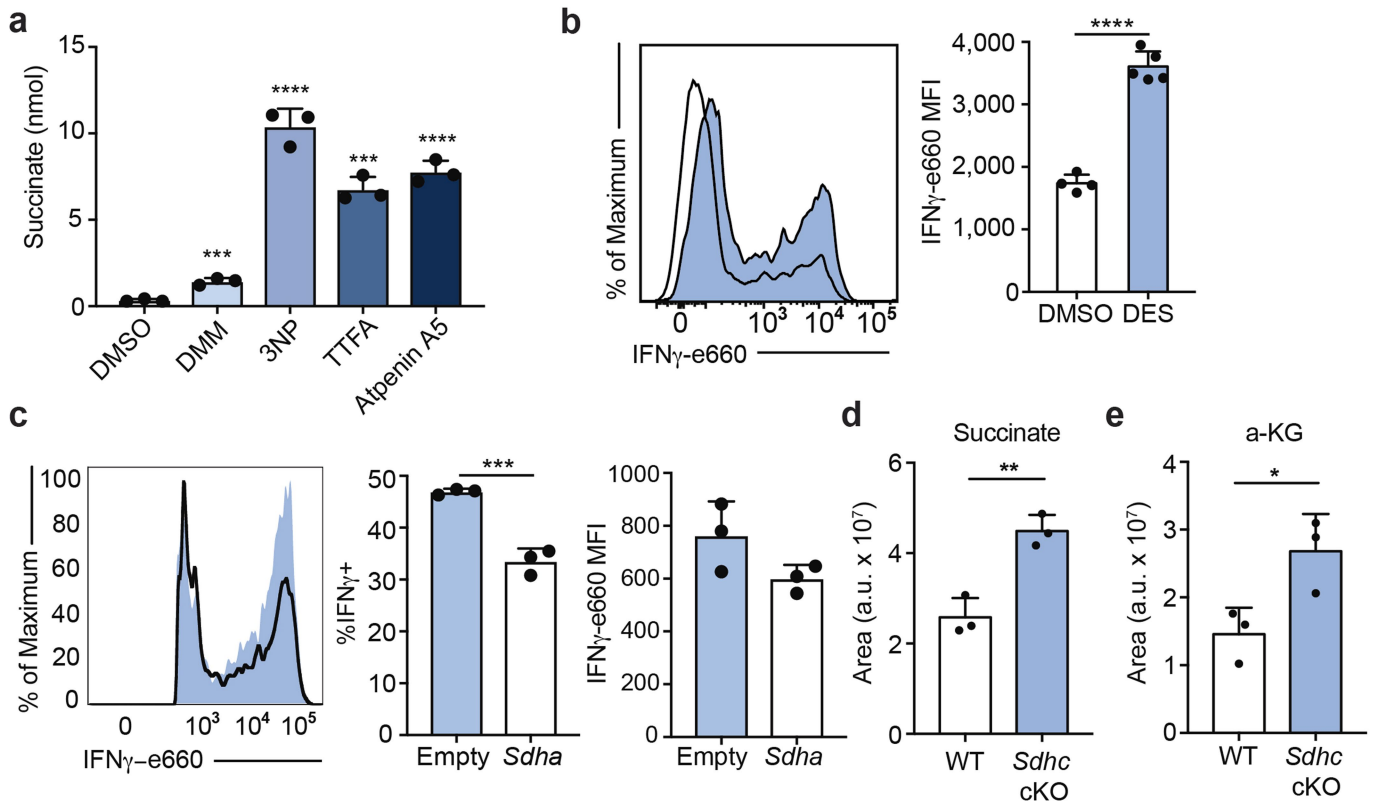 a
Succinate (nmol)
15
10
5
0
****
***
****
***
DMSO
DMM
3NP
TTFA
Atpenin A5
b
% of Maximum
0
10³
10⁴
10⁵
IFNγ-e660
IFNγ-e660 MFI
4,000
3,000
2,000
1,000
0
****
DMSO DES
c
% of Maximum
100
80
60
40
20
0
0
10³
10⁴
10⁵
IFNγ–e660
%IFNγ+
50
40
30
20
10
0
***
Empty Sdha
IFNγ-e660 MFI
1000
800
600
400
200
0
Empty Sdha
d
Succinate
Area (a.u. x 10⁷)
6
4
2
0
**
WT Sdhc
cKO
e
a-KG
Area (a.u. x 10⁷)
4
3
2
1
0
*
WT Sdhc
cKO